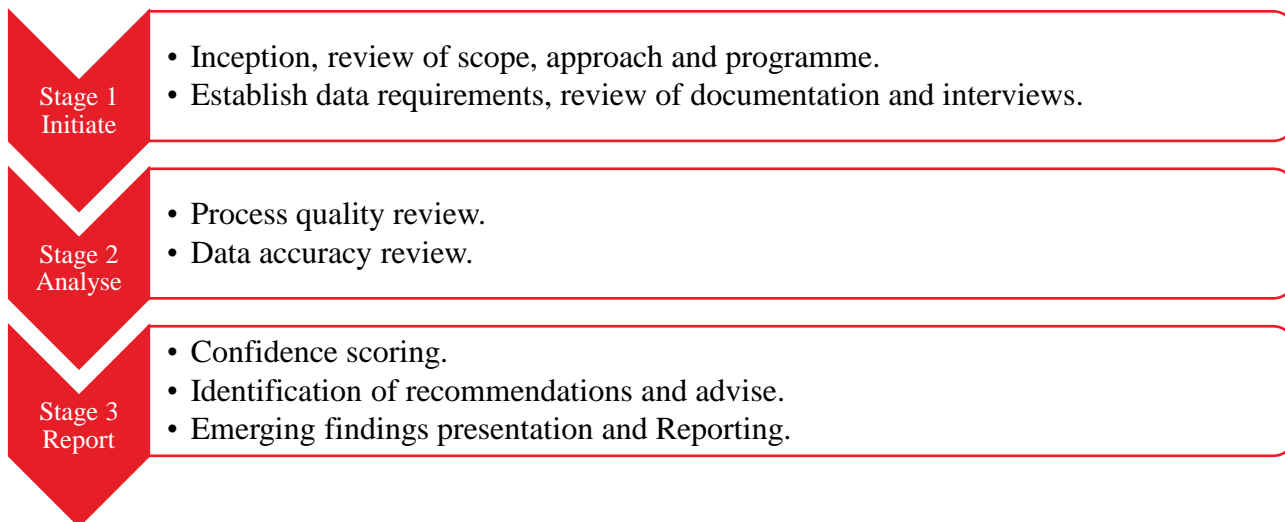 Stage 1
Initiate
• Inception, review of scope, approach and programme.
• Establish data requirements, review of documentation and interviews.
Stage 2
Analyse
• Process quality review.
• Data accuracy review.
Stage 3
Report
• Confidence scoring.
• Identification of recommendations and advise.
• Emerging findings presentation and Reporting.